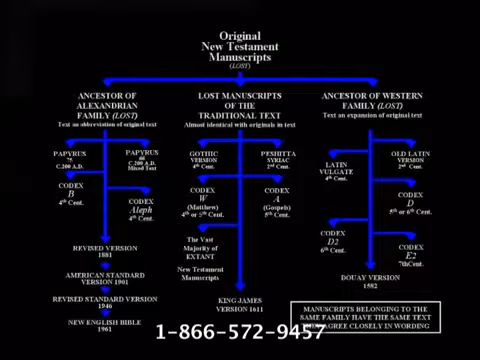 Original
New Testament
Manuscripts
(LOST)
ANCESTOR OF
ALEXANDRIAN
FAMILY (LOST)
Text an abbreviation of original text
PAPYRUS
75
C.200 A.D.
PAPYRUS
66
C.200 A.D.
Mixed Text
CODEX
B
4th Cent.
CODEX
Aleph
4th Cent.
REVISED VERSION
1881
AMERICAN STANDARD
VERSION 1901
REVISED STANDARD VERSION
1946
NEW ENGLISH BIBLE
1961
LOST MANUSCRIPTS
OF THE
TRADITIONAL TEXT
Almost identical with originals in text
GOTHIC
VERSION
4th Cent.
PESHITTA
SYRIAC
2nd Cent.
CODEX
W
(Matthew)
4th or 5th Cent.
CODEX
A
(Gospels)
5th Cent.
The Vast
Majority of
EXTANT
New Testament
Manuscripts
KING JAMES
VERSION 1611
ANCESTOR OF WESTERN
FAMILY (LOST)
Text an expansion of original text
LATIN
VULGATE
4th Cent.
OLD LATIN
VERSION
2nd Cent.
CODEX
D
5th or 6th Cent.
CODEX
D2
6th Cent.
CODEX
E2
7thCent.
DOUAY VERSION
1582
MANUSCRIPTS BELONGING TO THE
SAME FAMILY HAVE THE SAME TEXT
AGREE CLOSELY IN WORDING
1-866-572-9457